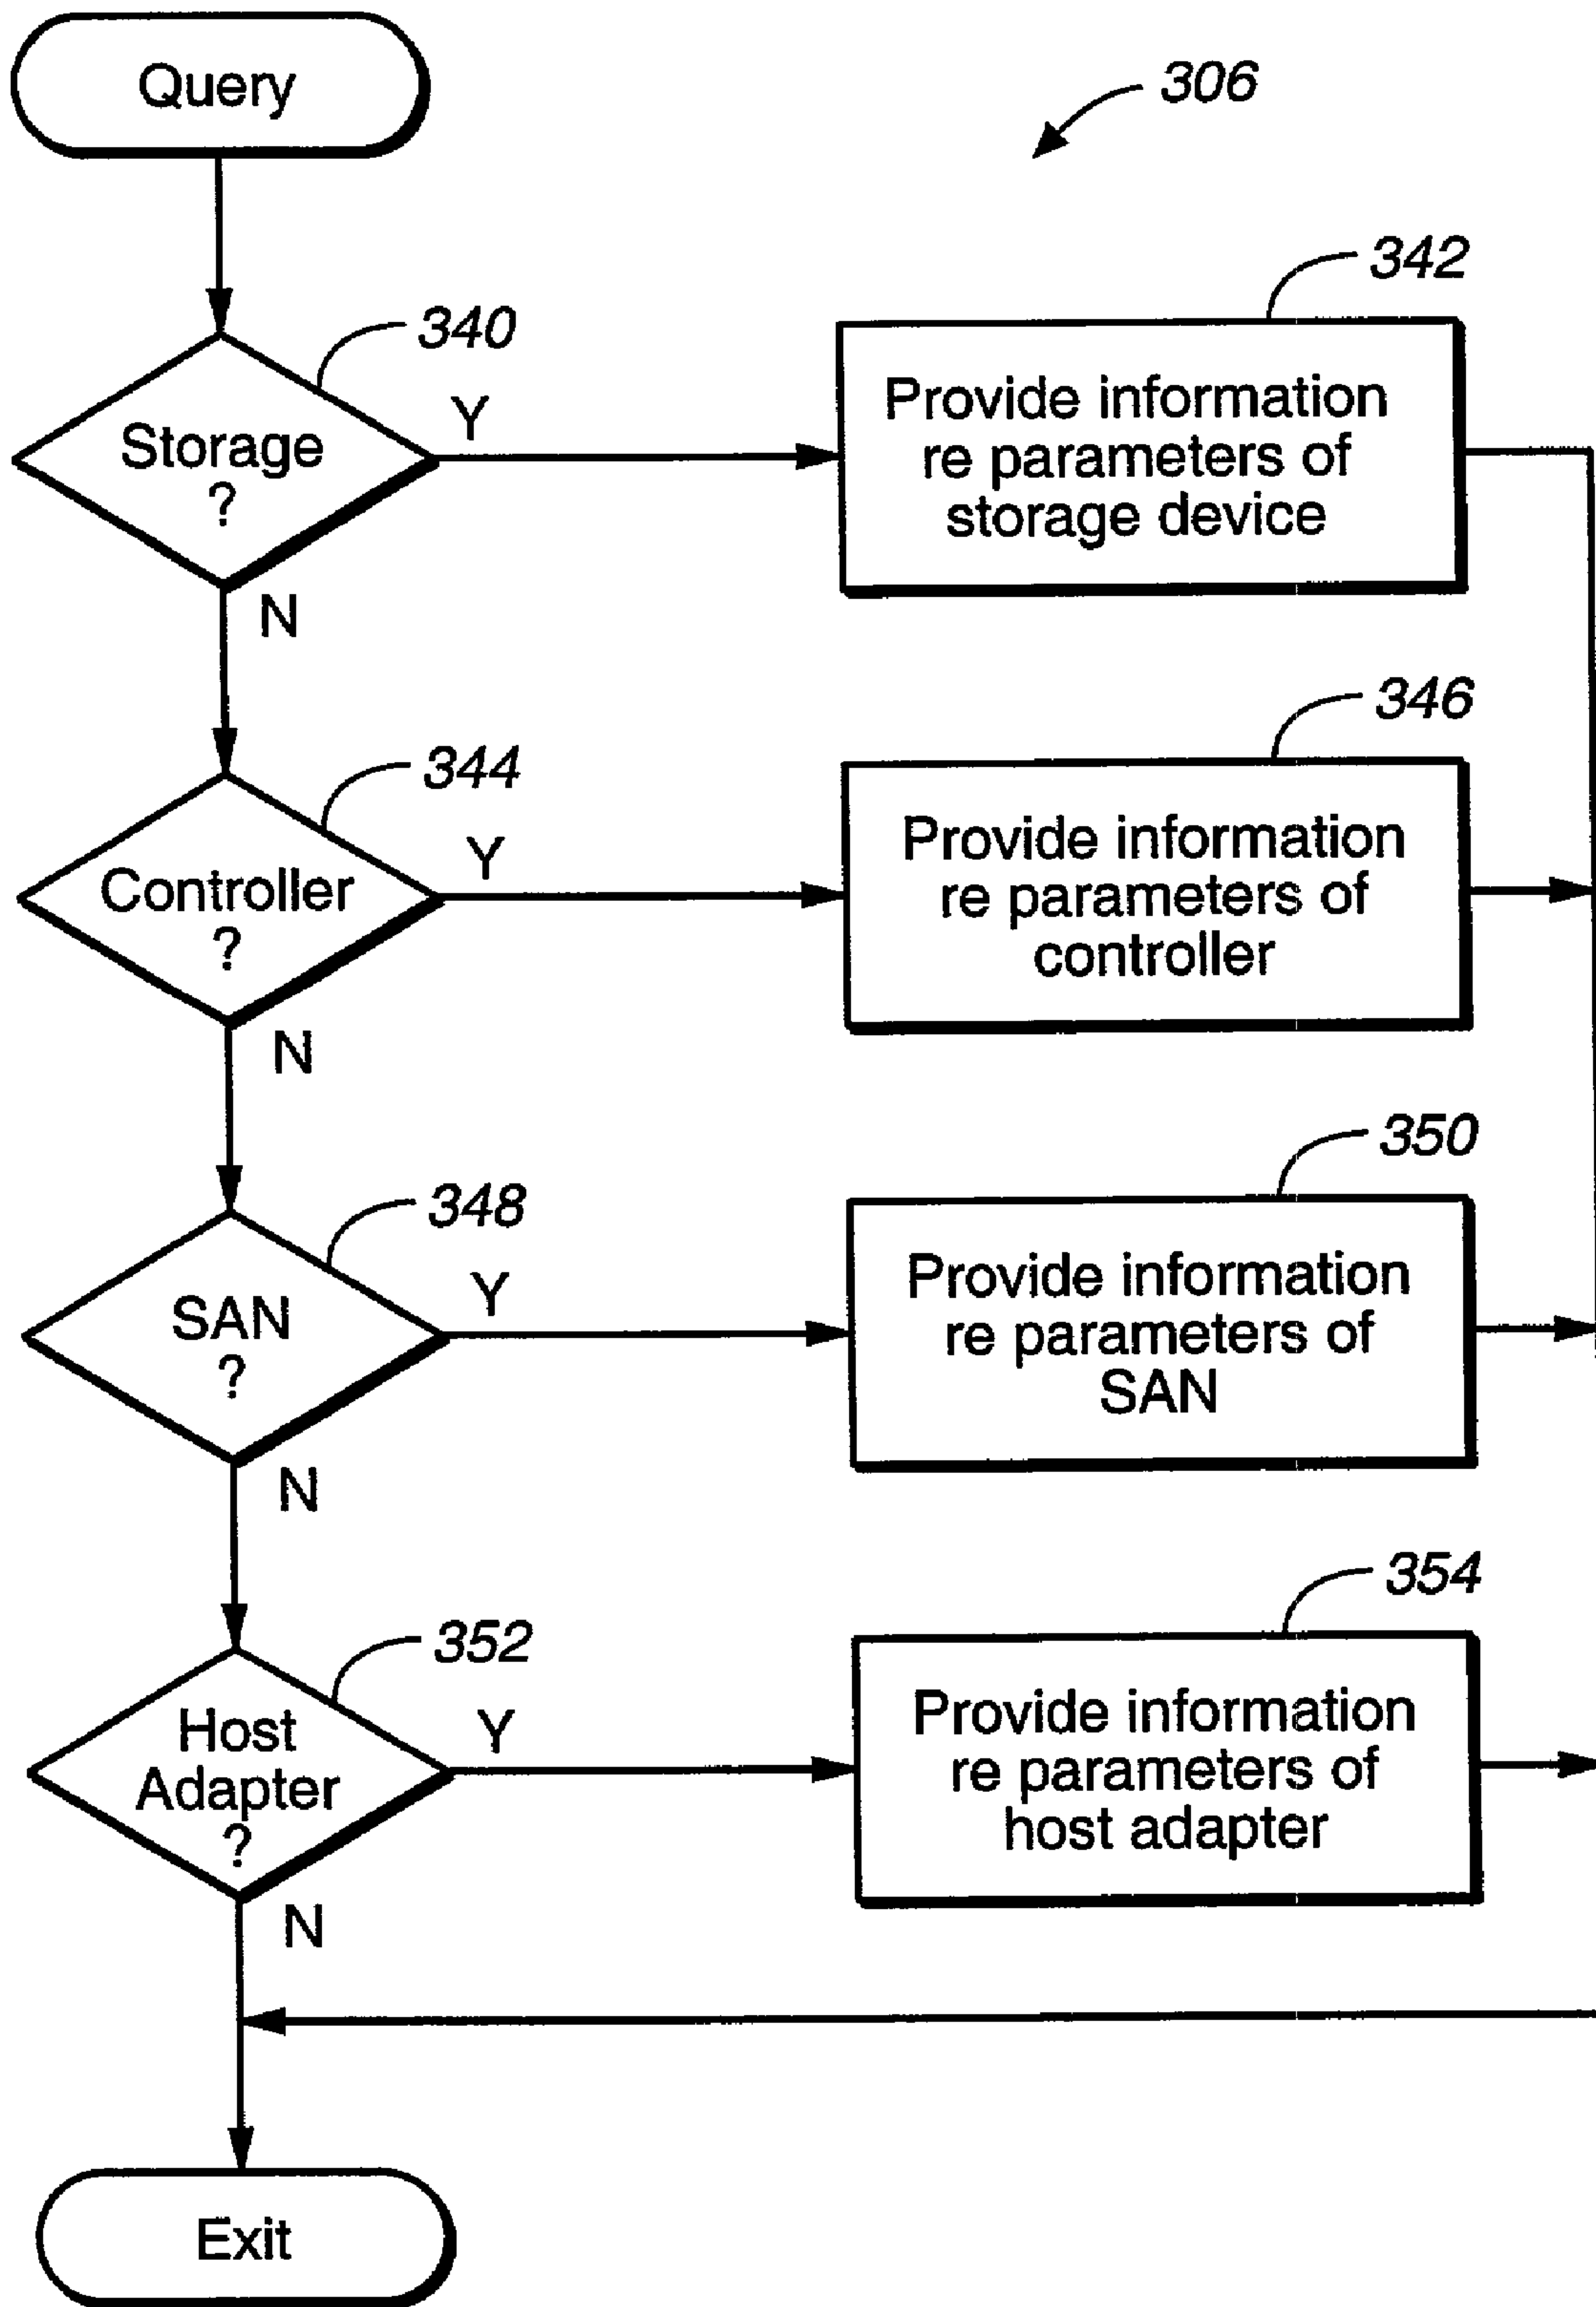 Query
306
340
Storage
?
Y
N
342
Provide information
re parameters of
storage device
344
Controller
?
Y
N
346
Provide information
re parameters of
controller
348
SAN
?
Y
N
350
Provide information
re parameters of
SAN
352
Host
Adapter
?
Y
N
354
Provide information
re parameters of
host adapter
Exit